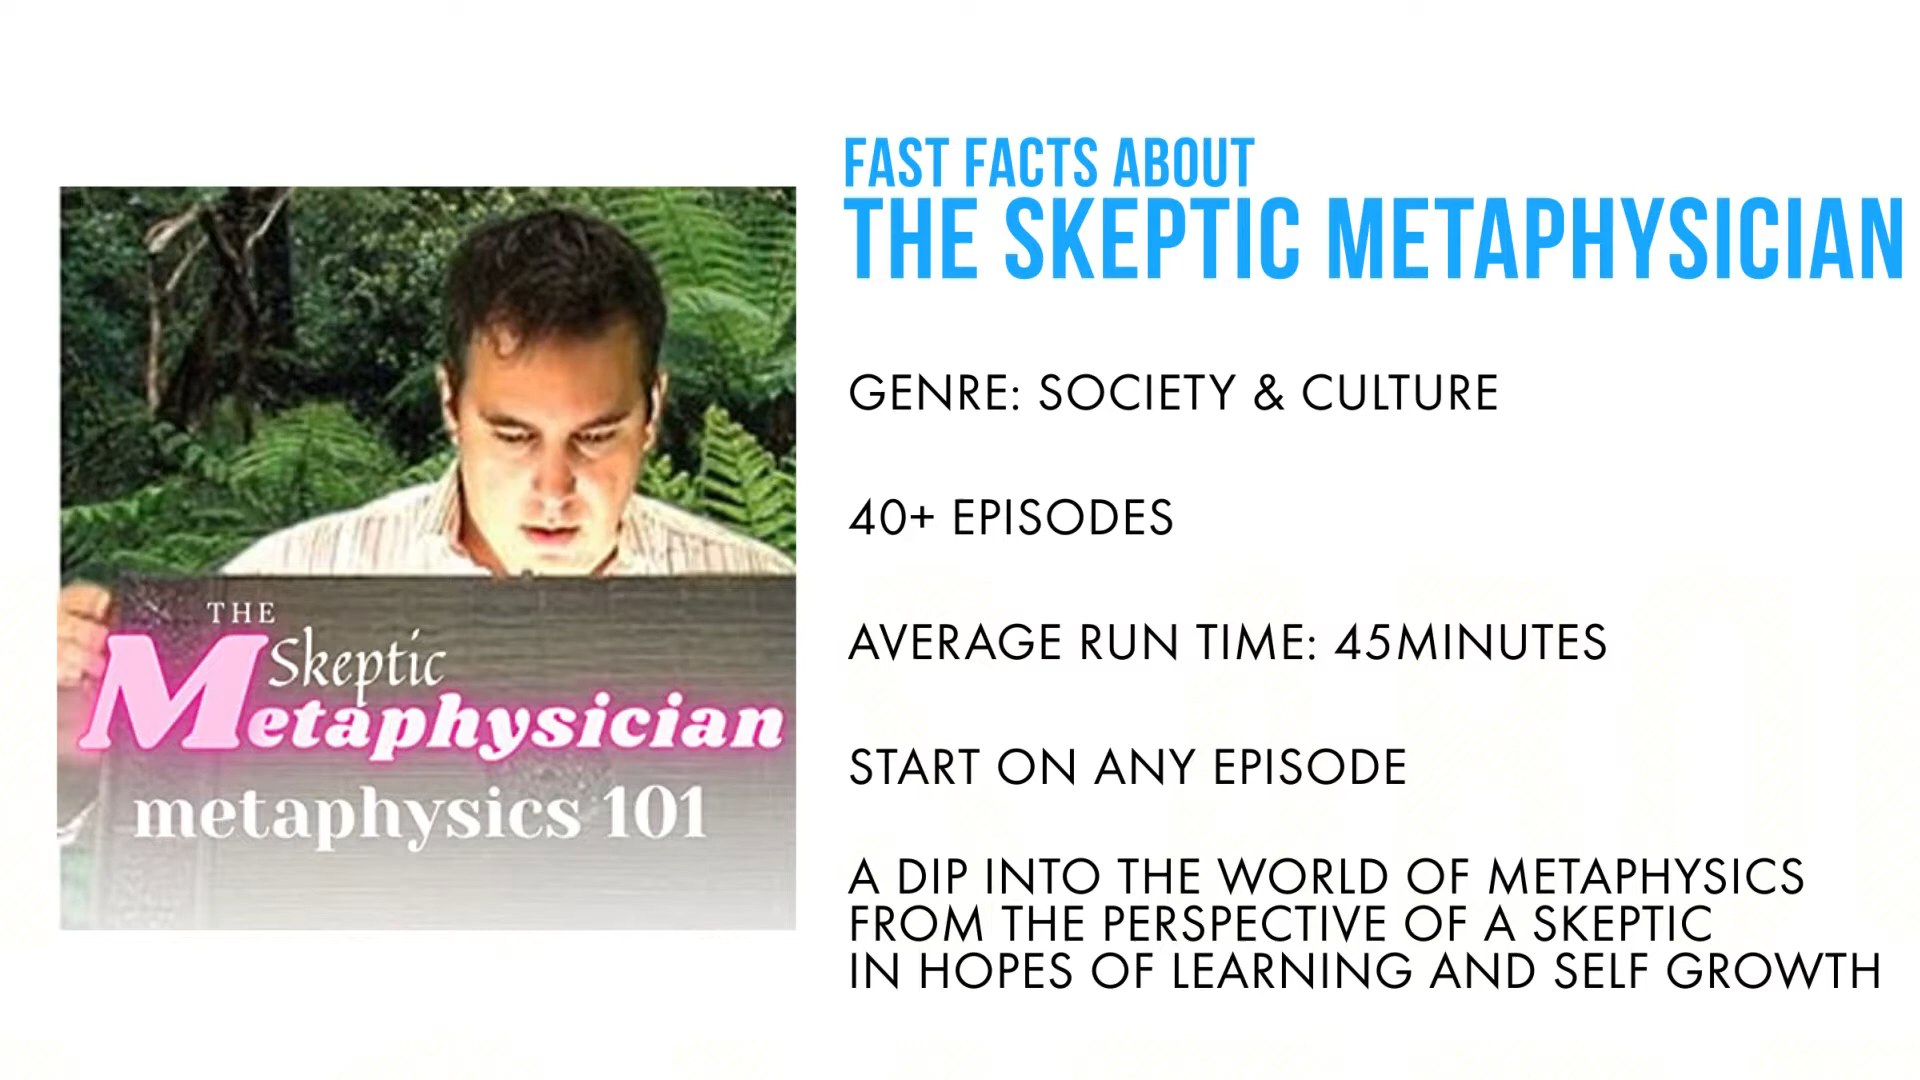 FAST FACTS ABOUT
THE SKEPTIC METAPHYSICIAN
GENRE: SOCIETY & CULTURE
40+ EPISODES
AVERAGE RUN TIME: 45MINUTES
START ON ANY EPISODE
A DIP INTO THE WORLD OF METAPHYSICS
FROM THE PERSPECTIVE OF A SKEPTIC
IN HOPES OF LEARNING AND SELF GROWTH
THE
Skeptic
Metaphysician
metaphysics 101